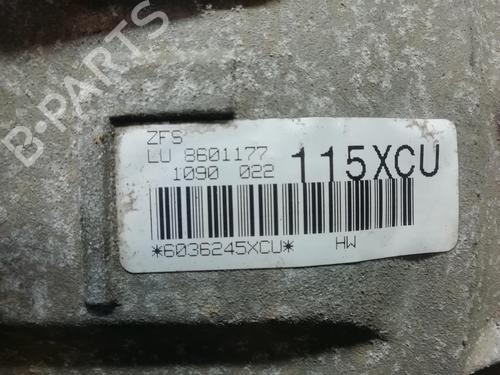 B-PARTS
ZFS
LU 8601177
1090 022
115XCU
*6036245XCU* HW